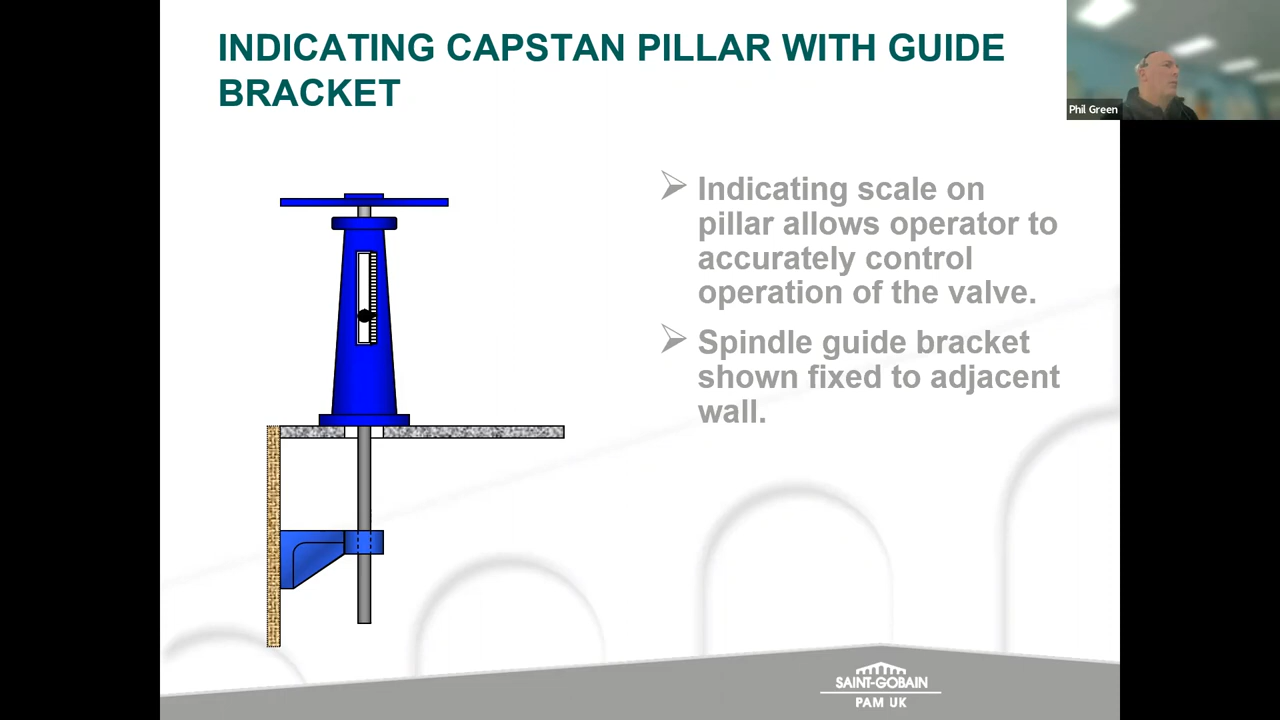 INDICATING CAPSTAN PILLAR WITH GUIDE
BRACKET
Phil Green
Indicating scale on
pillar allows operator to
accurately control
operation of the valve.
Spindle guide bracket
shown fixed to adjacent
wall.
SAINT-GOBAIN
PAM UK